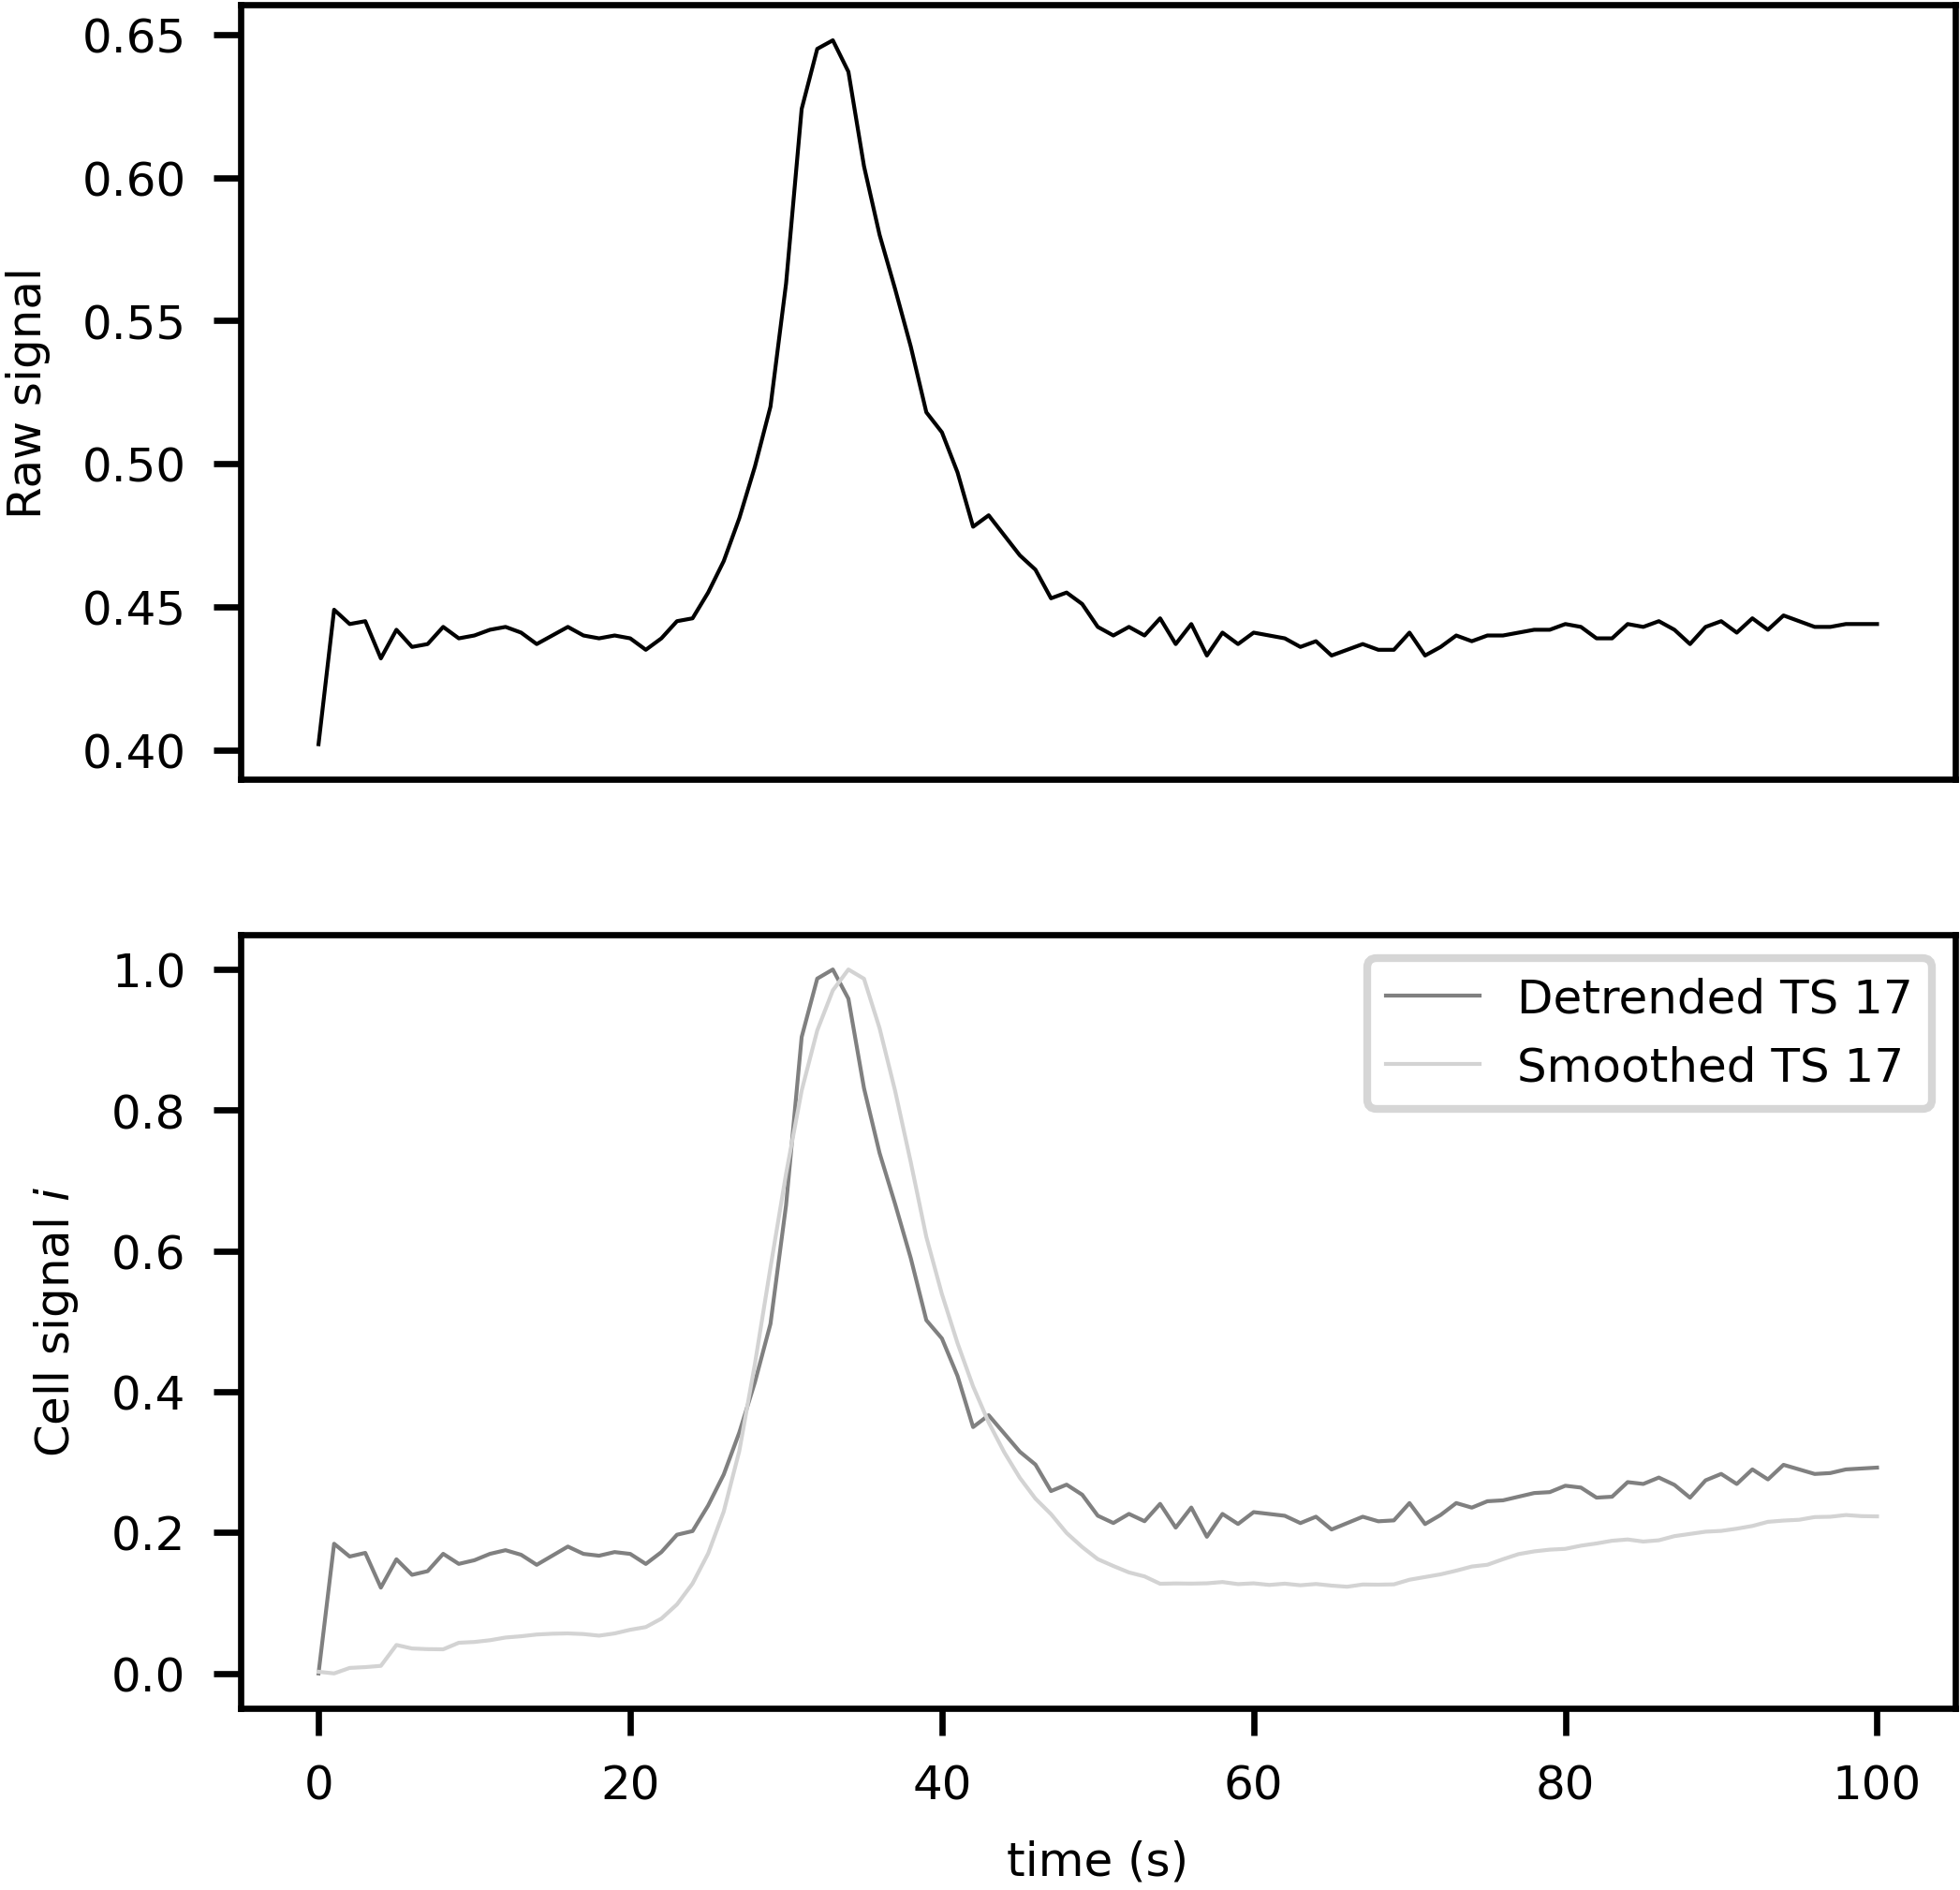 Raw signal
0.65
0.60
0.55
0.50
0.45
0.40
Cell signal i
1.0
0.8
0.6
0.4
0.2
0.0
Detrended TS 17
Smoothed TS 17
0 20 40 60 80 100
time (s)